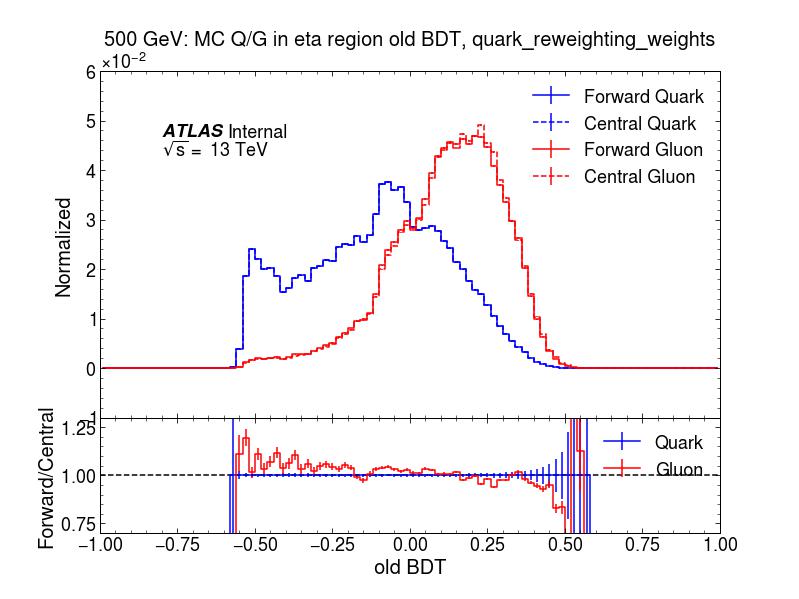 500 GeV: MC Q/G in eta region old BDT, quark_reweighting_weights
×10⁻²
6
5
4
3
2
1
0
−1
Normalized
ATLAS Internal
√s = 13 TeV
Forward Quark
Central Quark
Forward Gluon
Central Gluon
1.25
1.00
0.75
Forward/Central
Quark
Gluon
−1.00 −0.75 −0.50 −0.25 0.00 0.25 0.50 0.75 1.00
old BDT